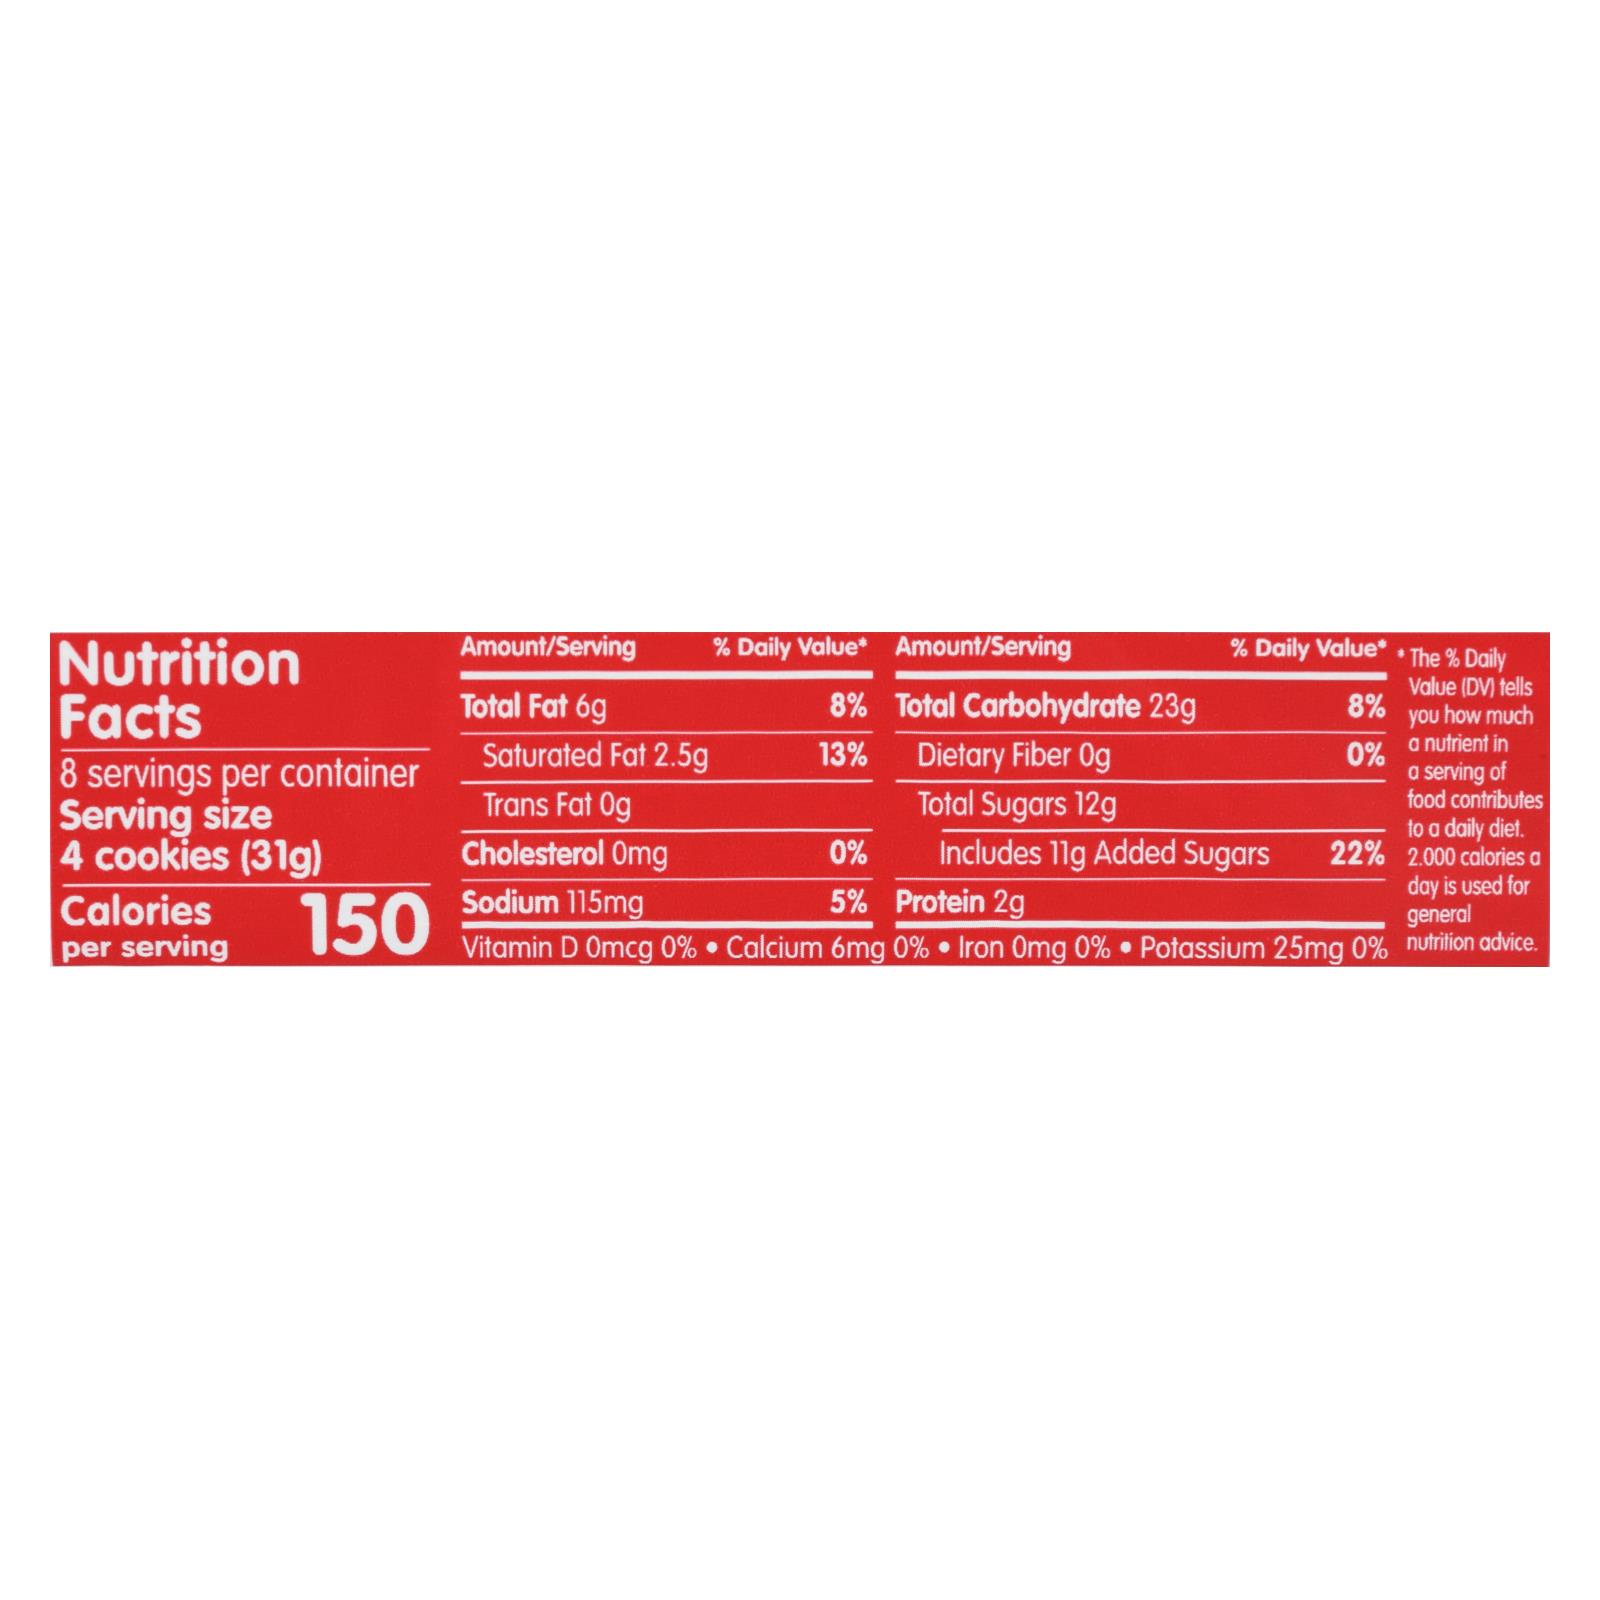 Nutrition
Facts
8 servings per container
Serving size
4 cookies (31g)
Calories
per serving
150
Amount/Serving % Daily Value*
Total Fat 6g 8%
Saturated Fat 2.5g 13%
Trans Fat 0g
Cholesterol 0mg 0%
Sodium 115mg 5%
Amount/Serving % Daily Value*
Total Carbohydrate 23g 8%
Dietary Fiber 0g 0%
Total Sugars 12g
Includes 11g Added Sugars 22%
Protein 2g
Vitamin D 0mcg 0% • Calcium 6mg 0% • Iron 0mg 0% • Potassium 25mg 0%
* The % Daily
Value (DV) tells
you how much
a nutrient in
a serving of
food contributes
to a daily diet.
2.000 calories a
day is used for
general
nutrition advice.